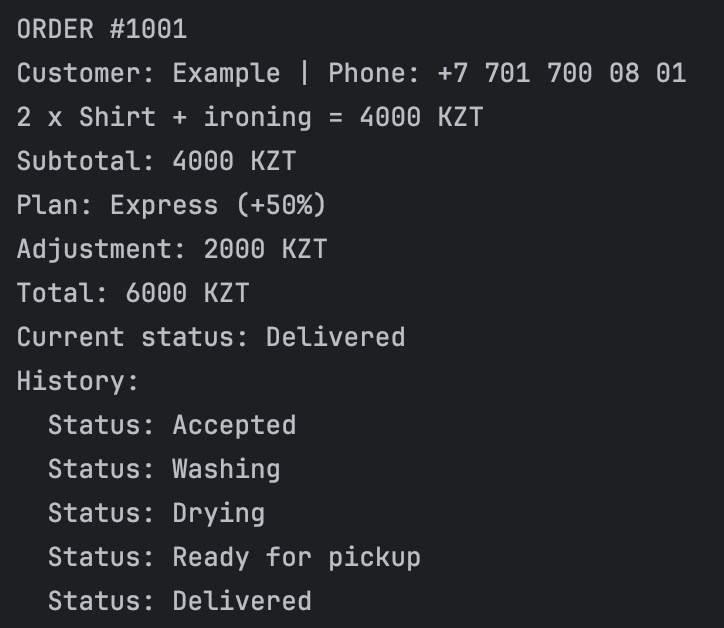 ORDER #1001
Customer: Example | Phone: +7 701 700 08 01
2 x Shirt + ironing = 4000 KZT
Subtotal: 4000 KZT
Plan: Express (+50%)
Adjustment: 2000 KZT
Total: 6000 KZT
Current status: Delivered
History:
  Status: Accepted
  Status: Washing
  Status: Drying
  Status: Ready for pickup
  Status: Delivered